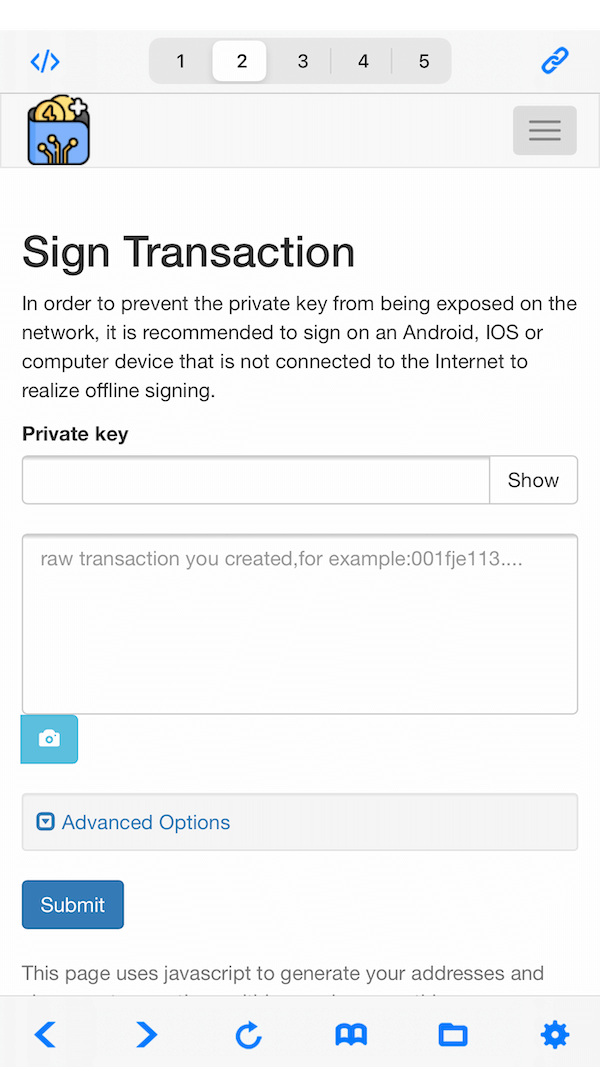 </>
1 2 3 4 5
4
Sign Transaction
In order to prevent the private key from being exposed on the
network, it is recommended to sign on an Android, IOS or
computer device that is not connected to the Internet to
realize offline signing.
Private key
Show
raw transaction you created,for example:001fje113....
Advanced Options
Submit
This page uses javascript to generate your addresses and